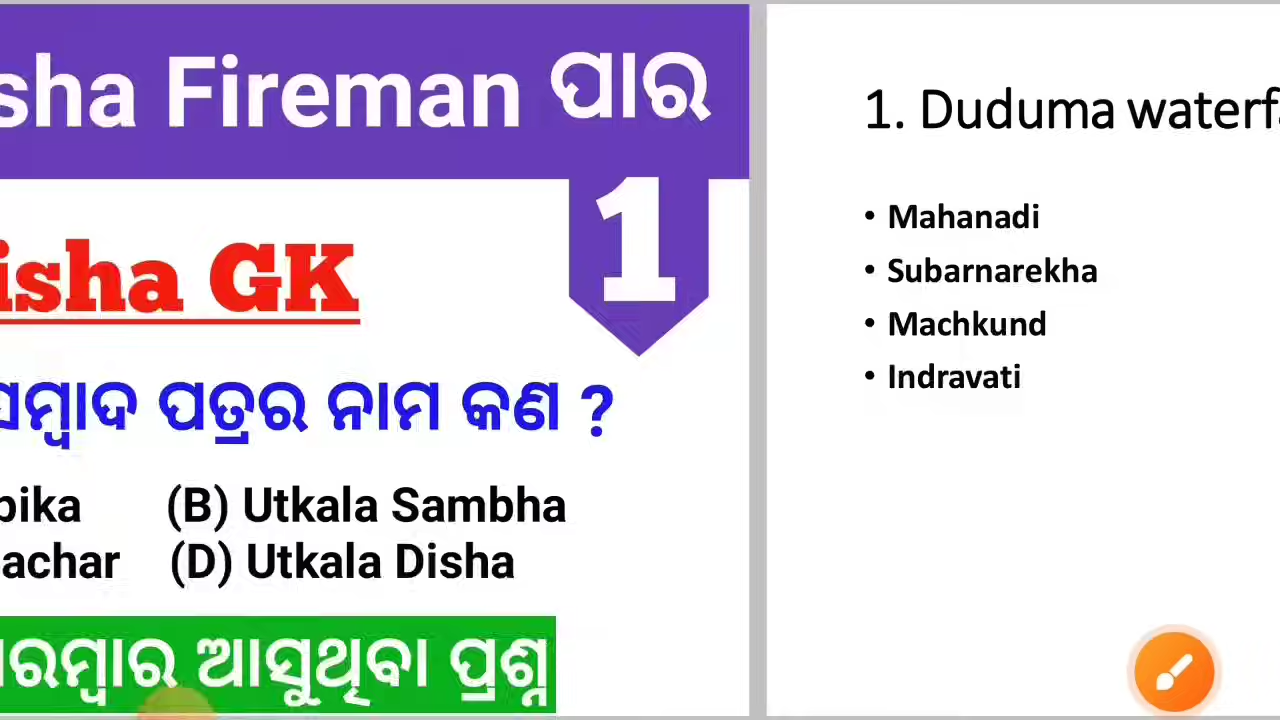 sha Fireman ପାର
1
isha GK
ସମ୍ବାଦ ପତ୍ରର ନାମ କଣ ?
pika (B) Utkala Sambha
achar (D) Utkala Disha
ାରମ୍ବାର ଆସୁଥିବା ପ୍ରଶ୍ନ
1. Duduma waterfa
• Mahanadi
• Subarnarekha
• Machkund
• Indravati